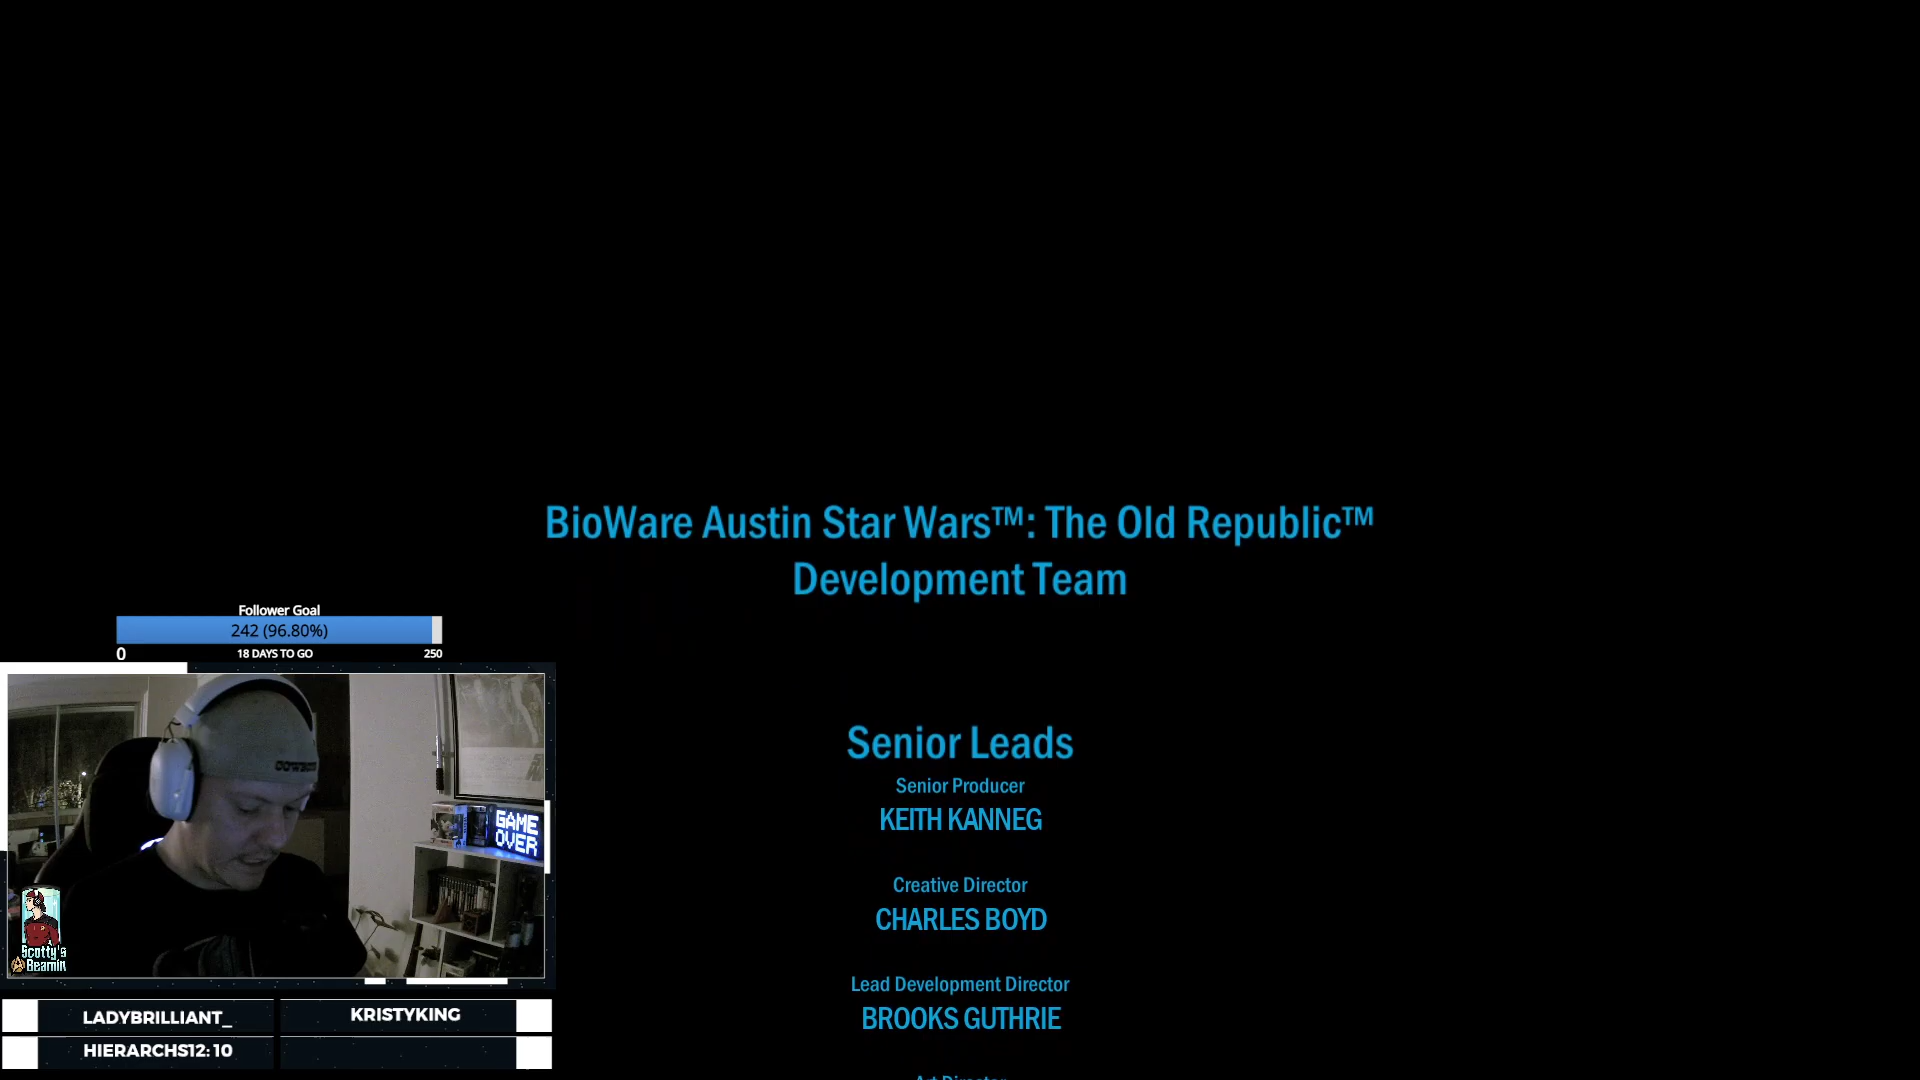 BioWare Austin Star Wars™: The Old Republic™
Development Team
Follower Goal
242 (96.80%)
0
18 DAYS TO GO
250
Senior Leads
Senior Producer
KEITH KANNEG
Creative Director
CHARLES BOYD
Lead Development Director
BROOKS GUTHRIE
GAME
OVER
Scotty's
Beamin
LADYBRILLIANT_
KRISTYKING
HIERARCHS12: 10